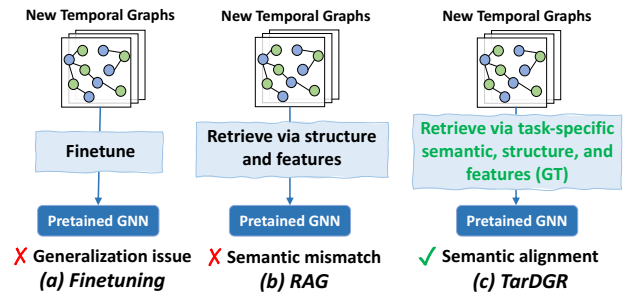 New Temporal Graphs
New Temporal Graphs
New Temporal Graphs
Finetune
Retrieve via structure
and features
Retrieve via task-specific
semantic, structure, and
features (GT)
Pretained GNN
Pretained GNN
Pretained GNN
✗ Generalization issue
✗ Semantic mismatch
✓ Semantic alignment
(a) Finetuning
(b) RAG
(c) TarDGR